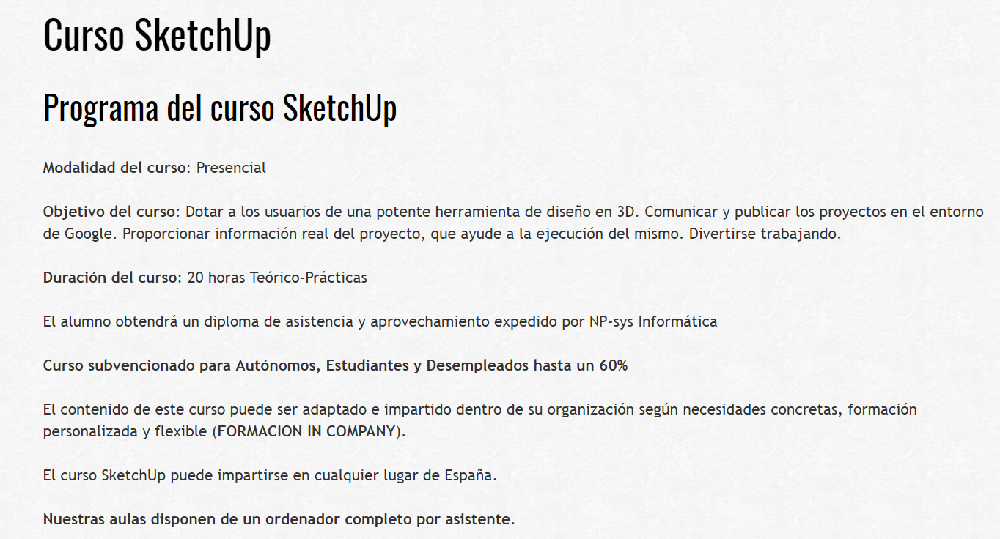 Curso SketchUp
Programa del curso SketchUp
Modalidad del curso: Presencial
Objetivo del curso: Dotar a los usuarios de una potente herramienta de diseño en 3D. Comunicar y publicar los proyectos en el entorno
de Google. Proporcionar información real del proyecto, que ayude a la ejecución del mismo. Divertirse trabajando.
Duración del curso: 20 horas Teórico-Prácticas
El alumno obtendrá un diploma de asistencia y aprovechamiento expedido por NP-sys Informática
Curso subvencionado para Autónomos, Estudiantes y Desempleados hasta un 60%
El contenido de este curso puede ser adaptado e impartido dentro de su organización según necesidades concretas, formación
personalizada y flexible (FORMACION IN COMPANY).
El curso SketchUp puede impartirse en cualquier lugar de España.
Nuestras aulas disponen de un ordenador completo por asistente.